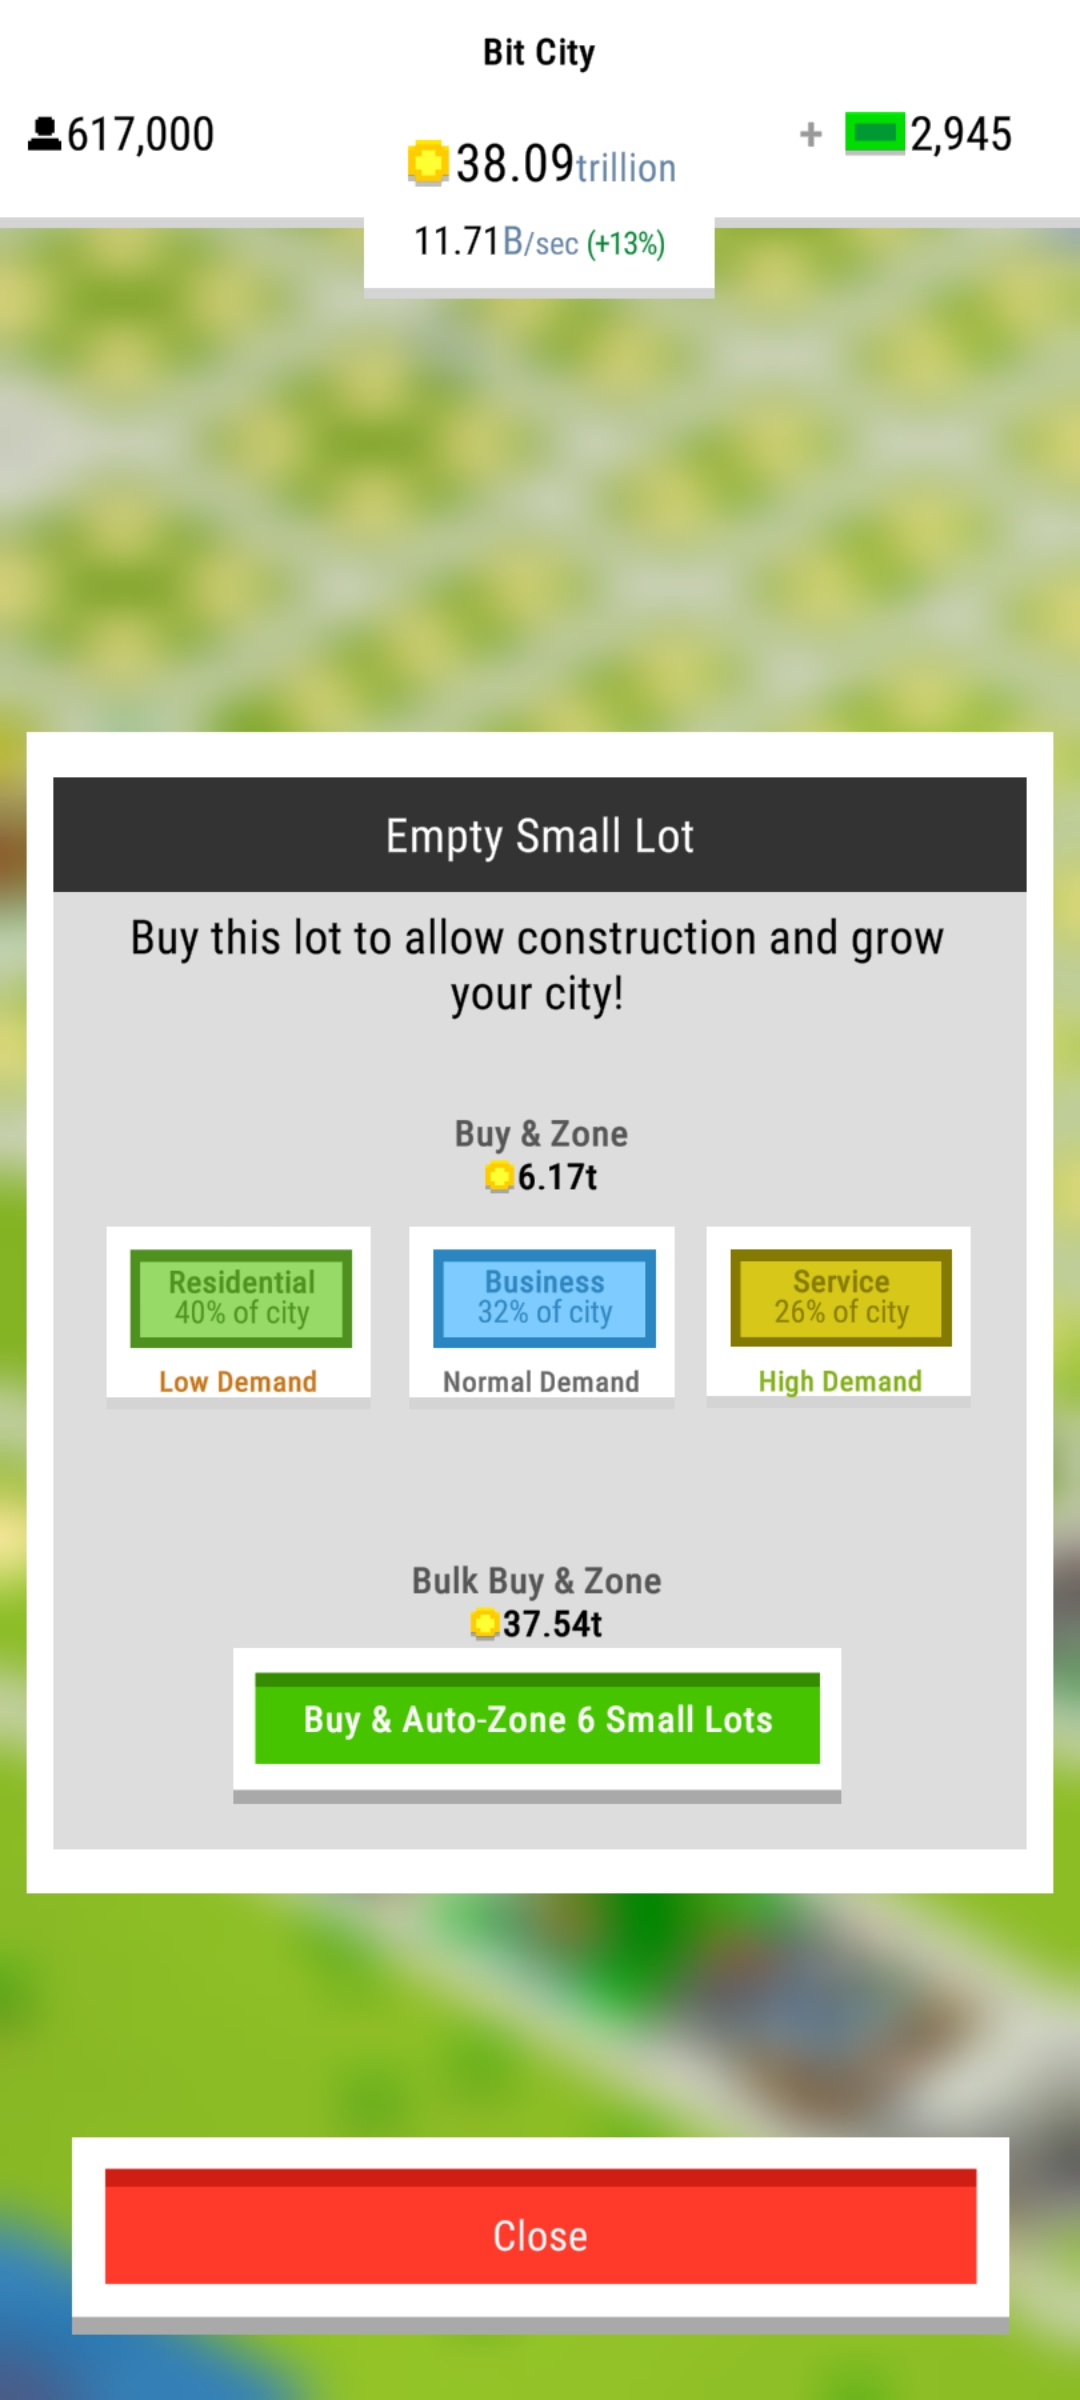 Bit City
617,000
38.09trillion
+ 2,945
11.71B/sec (+13%)
Empty Small Lot
Buy this lot to allow construction and grow
your city!
Buy & Zone
6.17t
Residential
40% of city
Low Demand
Business
32% of city
Normal Demand
Service
26% of city
High Demand
Bulk Buy & Zone
37.54t
Buy & Auto-Zone 6 Small Lots
Close